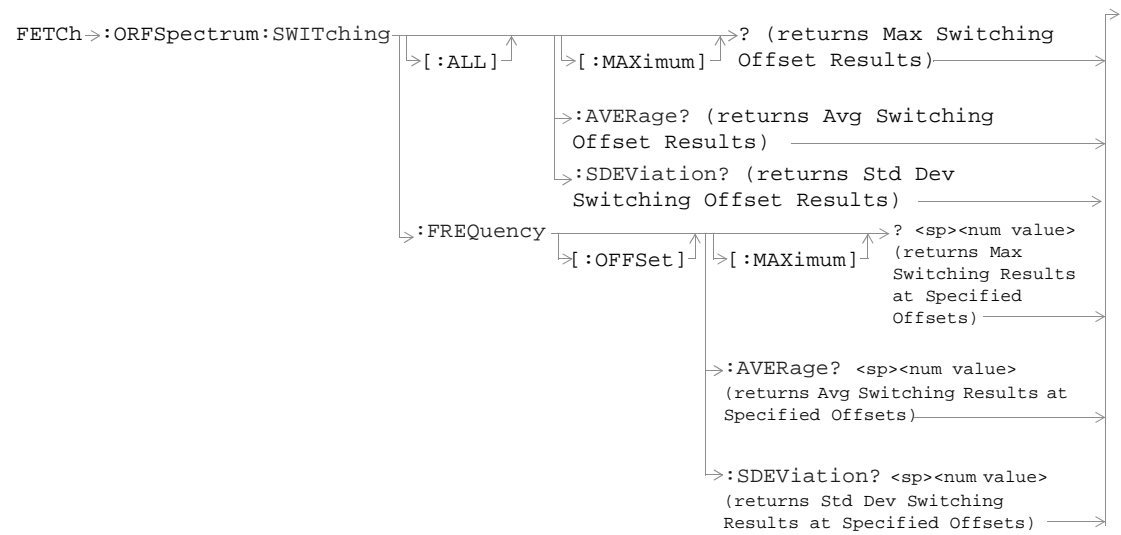 FETCh:ORFSpectrum:SWITching
[:ALL]
[:MAXimum]
? (returns Max Switching
Offset Results)
:AVERage? (returns Avg Switching
Offset Results)
:SDEViation? (returns Std Dev
Switching Offset Results)
:FREQuency
[:OFFSet]
[:MAXimum]
? <sp><num value>
(returns Max
Switching Results
at Specified
Offsets)
:AVERage? <sp><num value>
(returns Avg Switching Results at
Specified Offsets)
:SDEViation? <sp><num value>
(returns Std Dev Switching
Results at Specified Offsets)